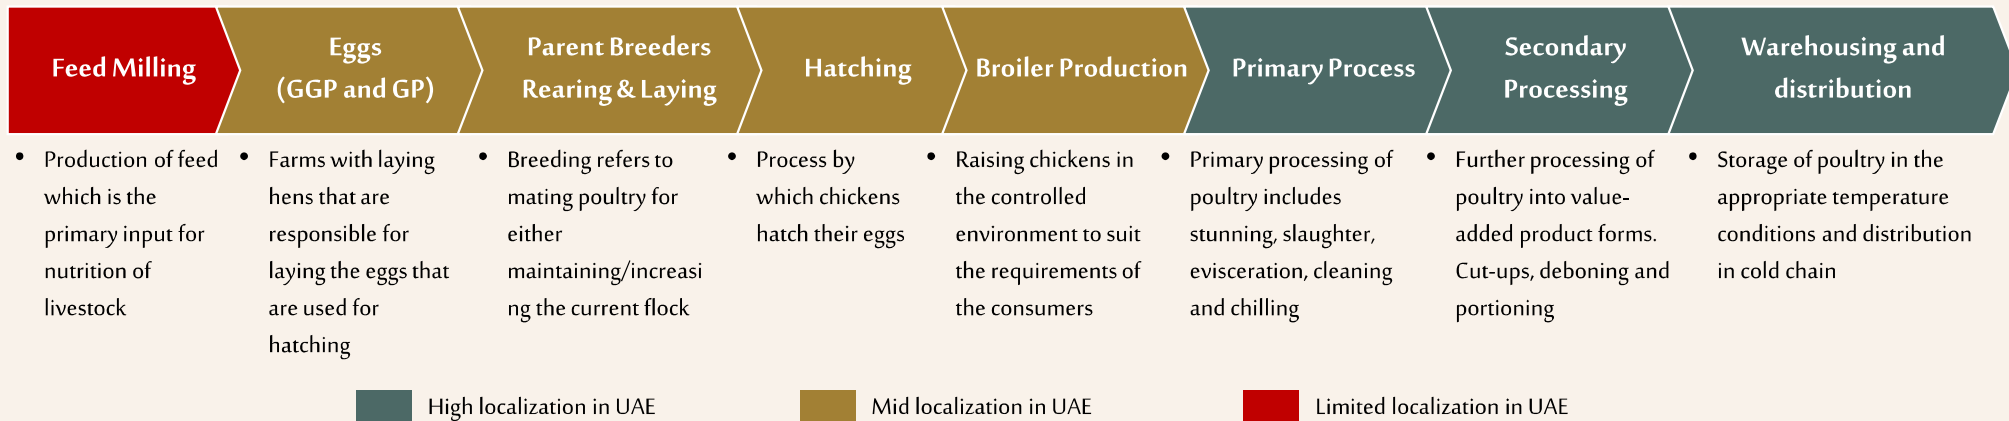 Feed Milling
Eggs
(GGP and GP)
Parent Breeders
Rearing & Laying
Hatching
Broiler Production
Primary Process
Secondary
Processing
Warehousing and
distribution
• Production of feed
which is the
primary input for
nutrition of
livestock
• Farms with laying
hens that are
responsible for
laying the eggs that
are used for
hatching
• Breeding refers to
mating poultry for
either
maintaining/increasi
ng the current flock
• Process by
which chickens
hatch their eggs
• Raising chickens in
the controlled
environment to suit
the requirements of
the consumers
• Primary processing of
poultry includes
stunning, slaughter,
evisceration, cleaning
and chilling
• Further processing of
poultry into value-
added product forms.
Cut-ups, deboning and
portioning
• Storage of poultry in the
appropriate temperature
conditions and distribution
in cold chain
High localization in UAE
Mid localization in UAE
Limited localization in UAE